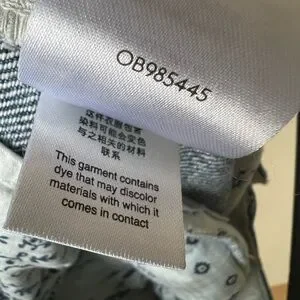 OB985445
这件衣服包含
染料可能会变色
与之相关的材料
联系
This garment contains
dye that may discolor
materials with which it
comes in contact